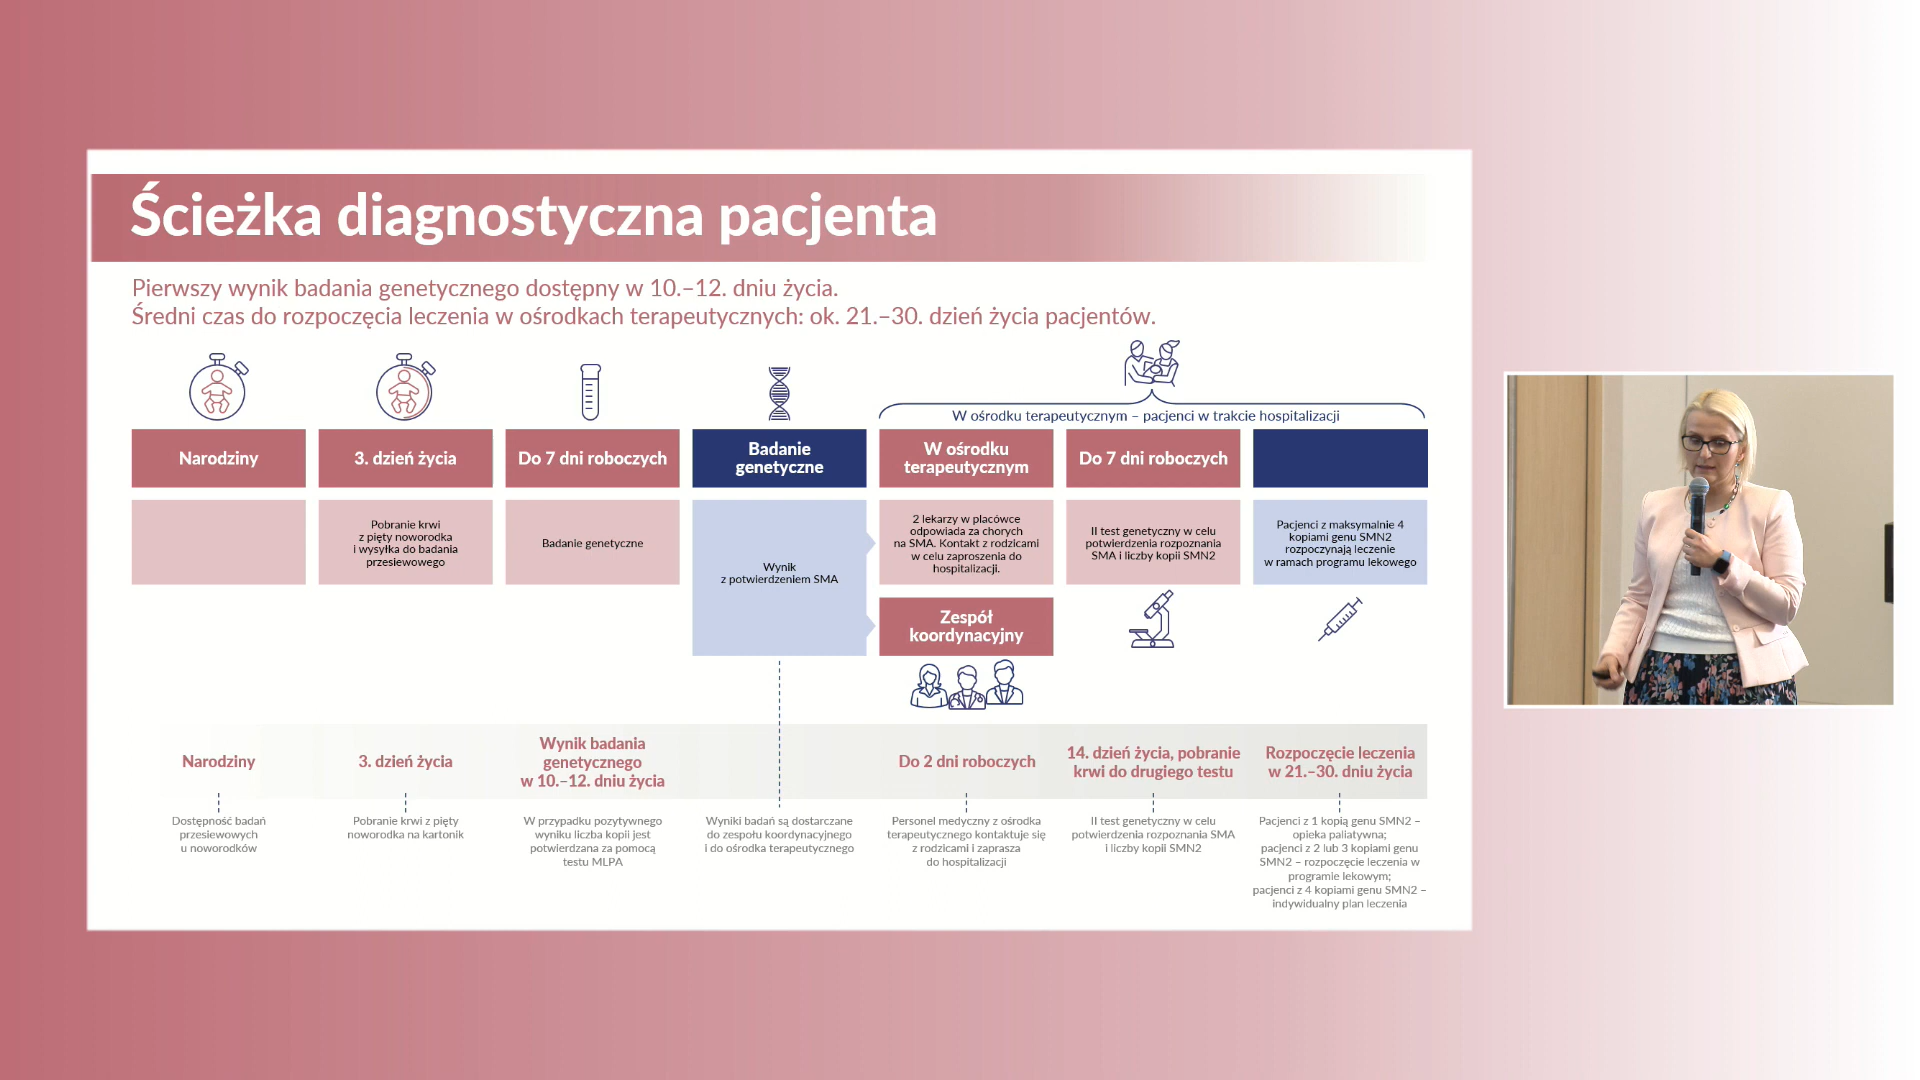 Ścieżka diagnostyczna pacjenta
Pierwszy wynik badania genetycznego dostępny w 10.–12. dniu życia.
Średni czas do rozpoczęcia leczenia w ośrodkach terapeutycznych: ok. 21.–30. dzień życia pacjentów.
W ośrodku terapeutycznym – pacjenci w trakcie hospitalizacji
Narodziny
3. dzień życia
Do 7 dni roboczych
Badanie
genetyczne
W ośrodku
terapeutycznym
Do 7 dni roboczych
Pobranie krwi
z pięty noworodka
i wysyłka do badania
przesiewowego
Badanie genetyczne
Wynik
z potwierdzeniem SMA
2 lekarzy w placówce
odpowiada za chorych
na SMA. Kontakt z rodzicami
w celu zaproszenia do
hospitalizacji.
II test genetyczny w celu
potwierdzenia rozpoznania
SMA i liczby kopii SMN2
Pacjenci z maksymalnie 4
kopiami genu SMN2
rozpoczynają leczenie
w ramach programu lekowego
Zespół
koordynacyjny
Narodziny
3. dzień życia
Wynik badania
genetycznego
w 10.–12. dniu życia
Do 2 dni roboczych
14. dzień życia, pobranie
krwi do drugiego testu
Rozpoczęcie leczenia
w 21.–30. dniu życia
Dostępność badań
przesiewowych
u noworodków
Pobranie krwi z pięty
noworodka na kartonik
W przypadku pozytywnego
wyniku liczba kopii jest
potwierdzana za pomocą
testu MLPA
Wyniki badań są dostarczane
do zespołu koordynacyjnego
i do ośrodka terapeutycznego
Personel medyczny z ośrodka
terapeutycznego kontaktuje się
z rodzicami i zaprasza
do hospitalizacji
II test genetyczny w celu
potwierdzenia rozpoznania SMA
i liczby kopii SMN2
Pacjenci z 1 kopią genu SMN2 –
opieka paliatywna;
pacjenci z 2 lub 3 kopiami genu
SMN2 – rozpoczęcie leczenia w
programie lekowym;
pacjenci z 4 kopiami genu SMN2 –
indywidualny plan leczenia